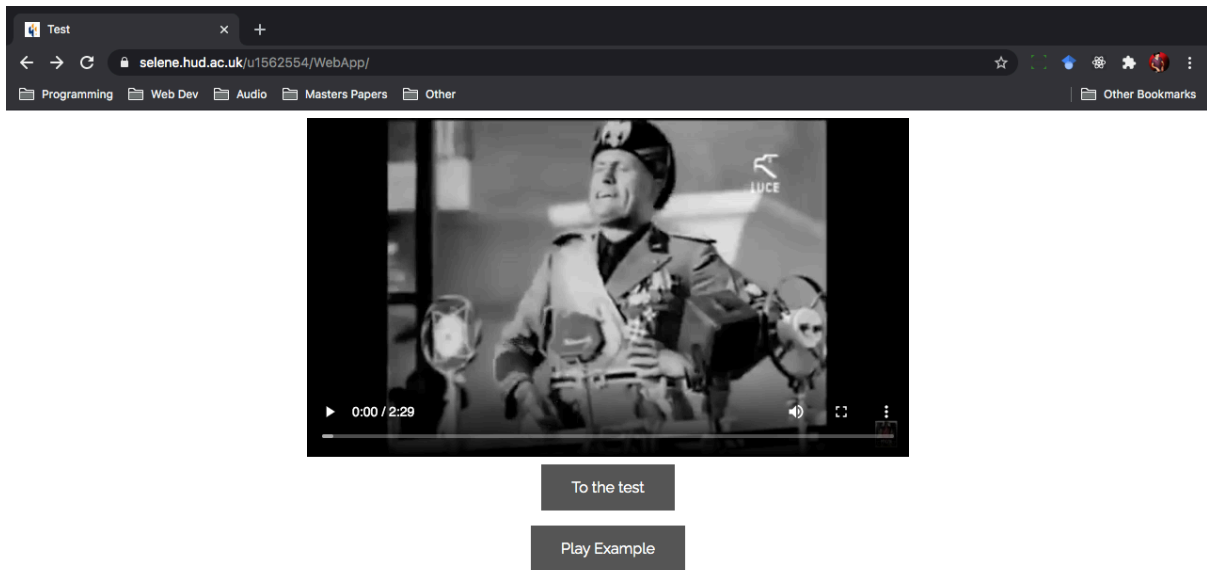 Test
selene.hud.ac.uk/u1562554/WebApp/
Programming Web Dev Audio Masters Papers Other Other Bookmarks
LUCE
0:00 / 2:29
To the test
Play Example